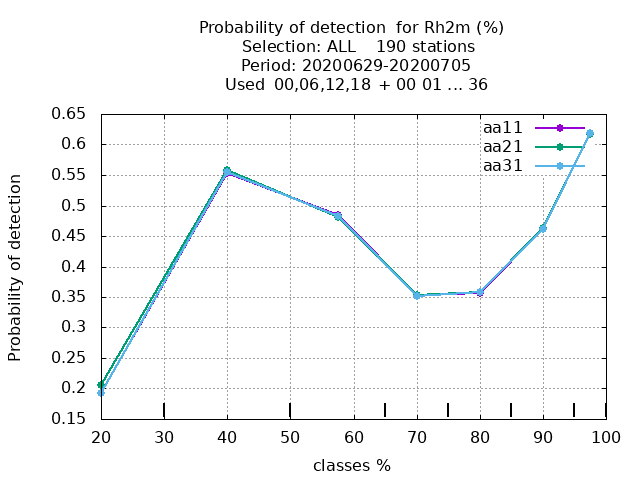 Probability of detection for Rh2m (%)
Selection: ALL 190 stations
Period: 20200629-20200705
Used 00,06,12,18 + 00 01 ... 36
0.65
0.6
0.55
0.5
0.45
0.4
0.35
0.3
0.25
0.2
0.15
Probability of detection
aa11
aa21
aa31
20 30 40 50 60 70 80 90 100
classes %